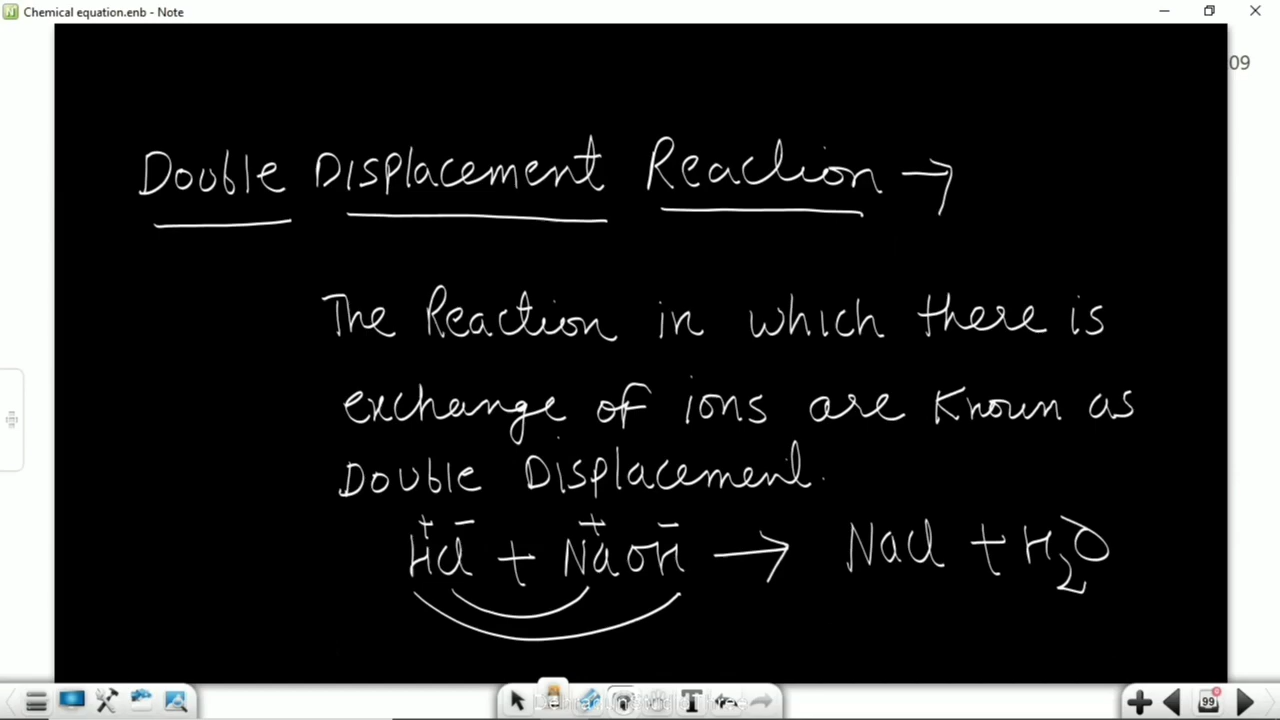 Chemical equation.enb - Note
09
Double Displacement Reaction →
The Reaction in which there is
exchange of ions are known as
Double Displacement.
+ − + −
HCl + NaOH → NaCl + H2O
99